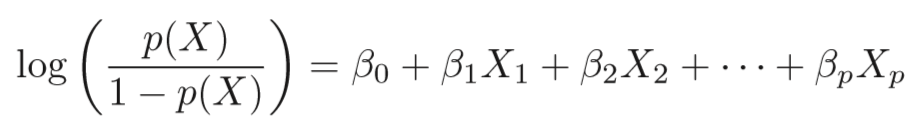 log(p(X)/(1 − p(X))) = β₀ + β₁X₁ + β₂X₂ + ··· + βₚXₚ